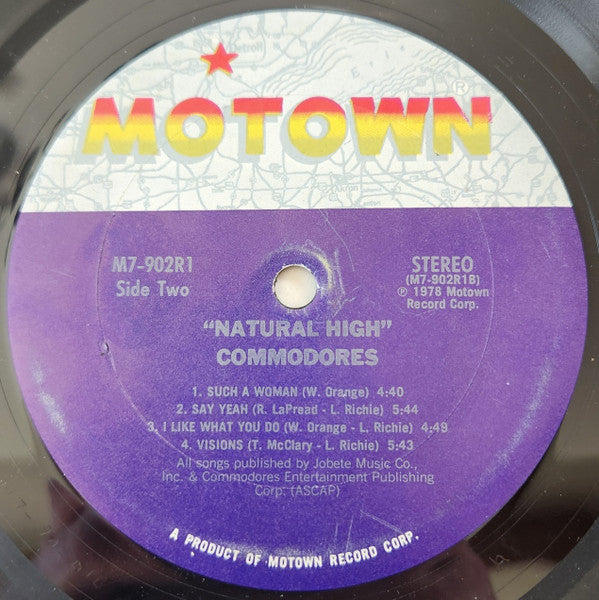 MOTOWN®
M7-902R1
Side Two
STEREO
(M7-902R1B)
℗ 1978 Motown
Record Corp.
"NATURAL HIGH"
COMMODORES
1. SUCH A WOMAN (W. Orange) 4:40
2. SAY YEAH (R. LaPread - L. Richie) 5:44
3. I LIKE WHAT YOU DO (W. Orange - L. Richie) 4:49
4. VISIONS (T. McClary - L. Richie) 5:43
All songs published by Jobete Music Co.,
Inc. & Commodores Entertainment Publishing
Corp. (ASCAP)
A PRODUCT OF MOTOWN RECORD CORP.